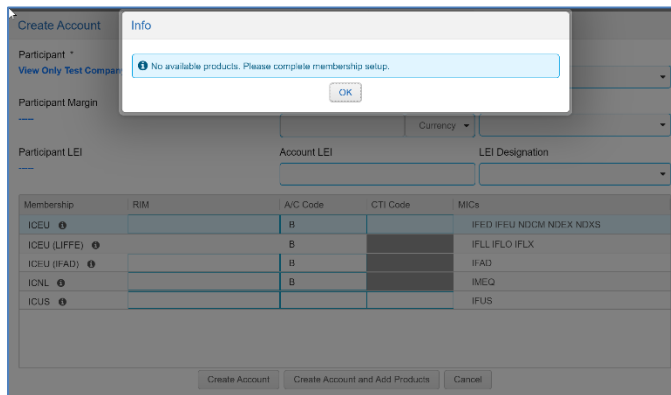 Create Account
Info
Participant *
View Only Test Compan
No available products. Please complete membership setup.
OK
Participant Margin
-----
Currency
Participant LEI
Account LEI
LEI Designation
-----
Membership RIM A/C Code CTI Code MICs
ICEU B IFED IFEU NDCM NDEX NDXS
ICEU (LIFFE) B IFLL IFLO IFLX
ICEU (IFAD) B IFAD
ICNL B IMEQ
ICUS IFUS
Create Account Create Account and Add Products Cancel